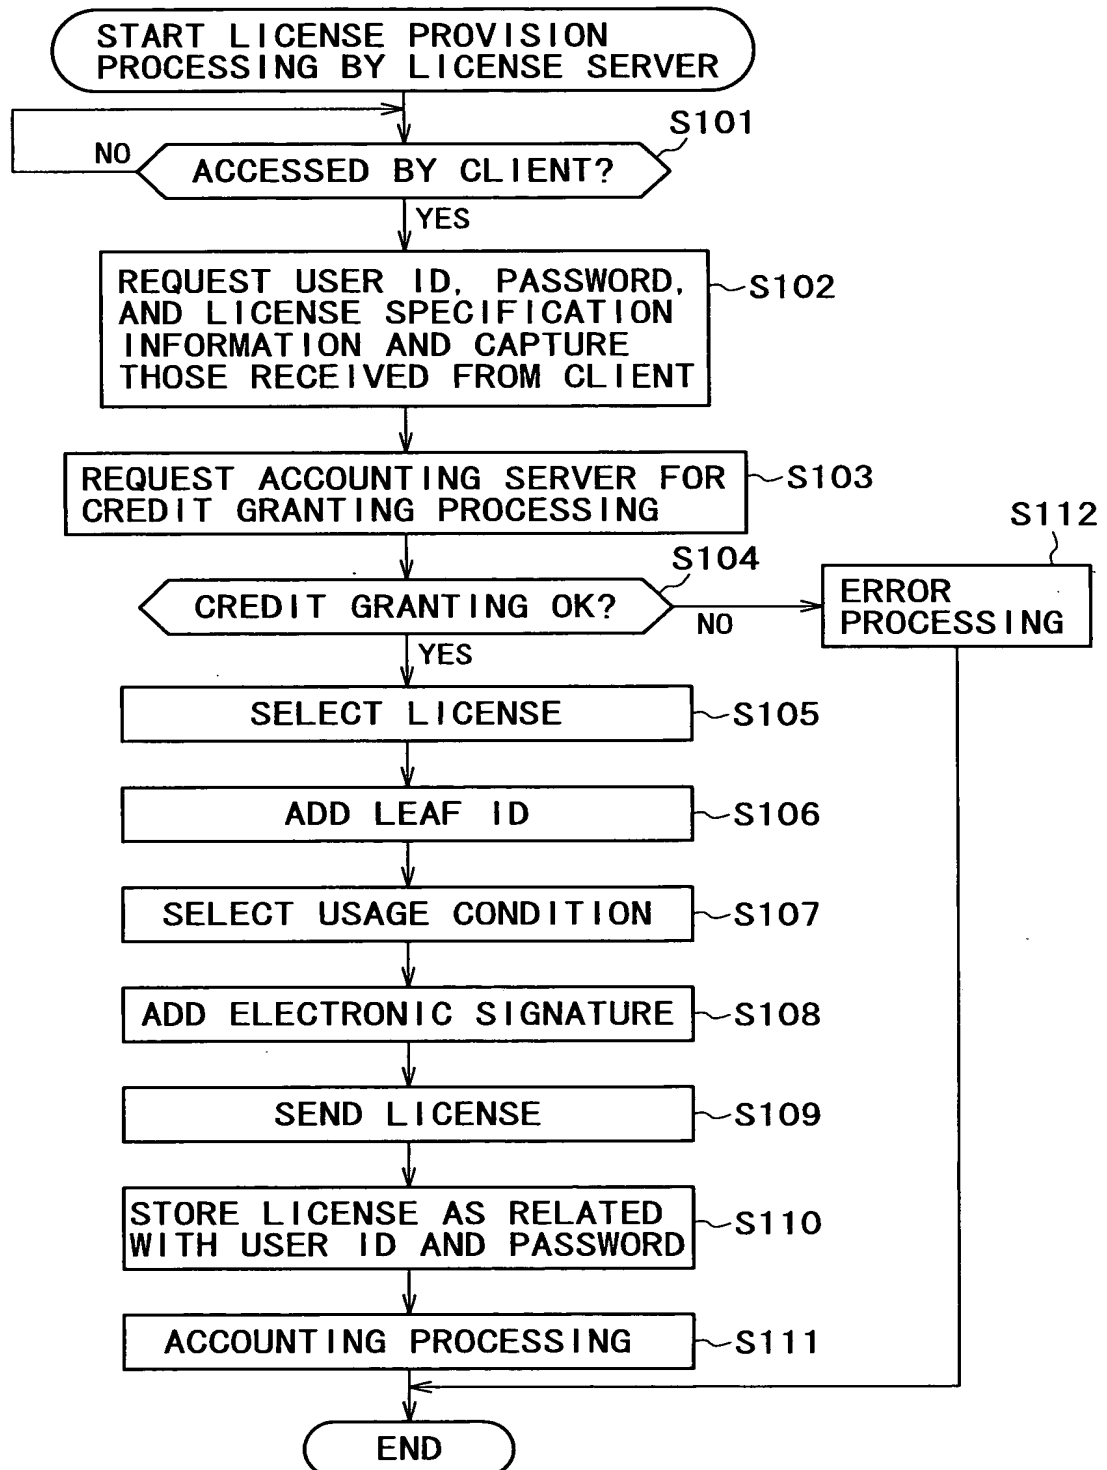 START LICENSE PROVISION
PROCESSING BY LICENSE SERVER
S101
NO
ACCESSED BY CLIENT?
YES
REQUEST USER ID, PASSWORD,
AND LICENSE SPECIFICATION
INFORMATION AND CAPTURE
THOSE RECEIVED FROM CLIENT
S102
REQUEST ACCOUNTING SERVER FOR
CREDIT GRANTING PROCESSING
S103
S104
CREDIT GRANTING OK?
NO
YES
S112
ERROR
PROCESSING
SELECT LICENSE
S105
ADD LEAF ID
S106
SELECT USAGE CONDITION
S107
ADD ELECTRONIC SIGNATURE
S108
SEND LICENSE
S109
STORE LICENSE AS RELATED
WITH USER ID AND PASSWORD
S110
ACCOUNTING PROCESSING
S111
END